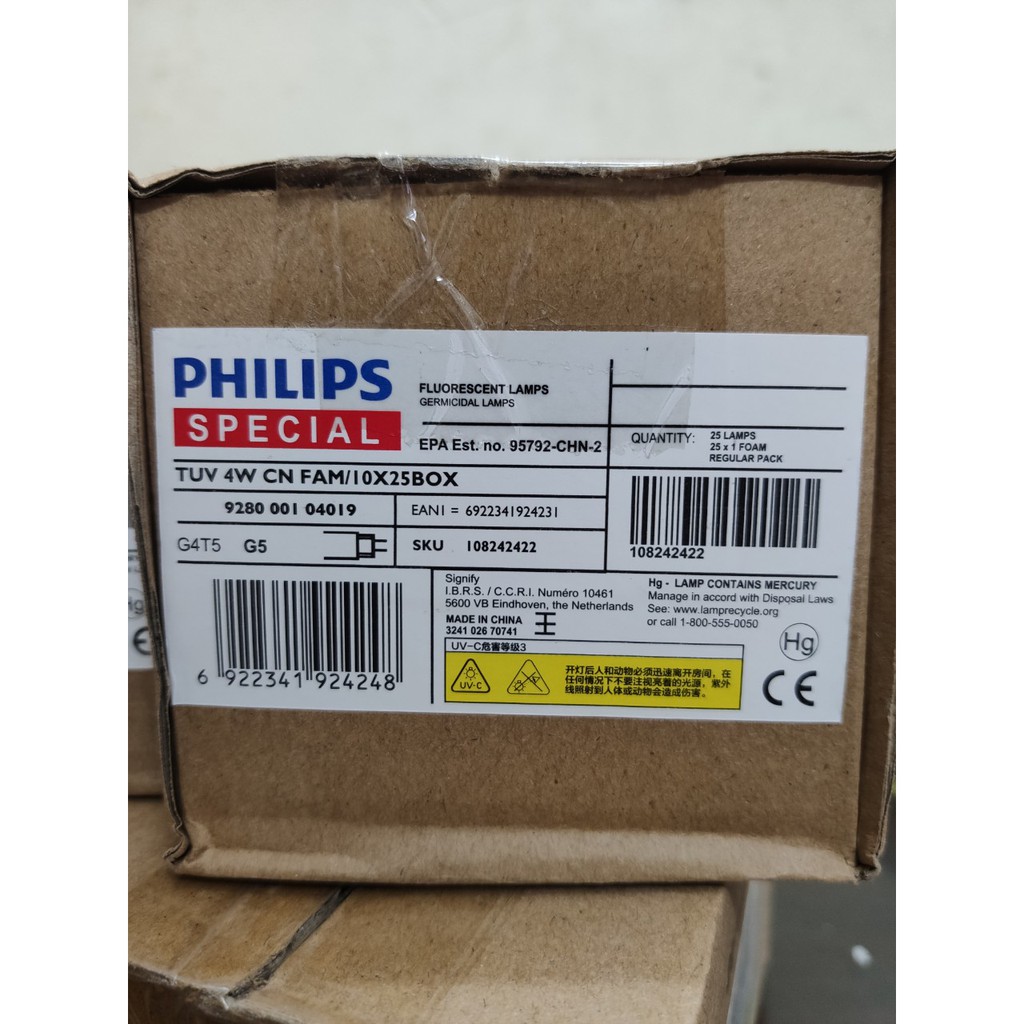 PHILIPS
SPECIAL
FLUORESCENT LAMPS
GERMICIDAL LAMPS
EPA Est. no. 95792-CHN-2
QUANTITY: 25 LAMPS
25 x 1 FOAM
REGULAR PACK
TUV 4W CN FAM/10X25BOX
9280 001 04019
EAN1 = 6922341924231
G4T5 G5
SKU 108242422
108242422
6 922341 924248
Signify
I.B.R.S. / C.C.R.I. Numéro 10461
5600 VB Eindhoven, the Netherlands
MADE IN CHINA
3241 026 70741
Hg - LAMP CONTAINS MERCURY
Manage in accord with Disposal Laws
See: www.lamprecycle.org
or call 1-800-555-0050
Hg
UV-C危害等级3
UV-C
开灯后人和动物必须迅速离开房间，在
任何情况下不要注视亮着的光源，紫外
线照射到人体或动物会造成伤害。
CE
Hg